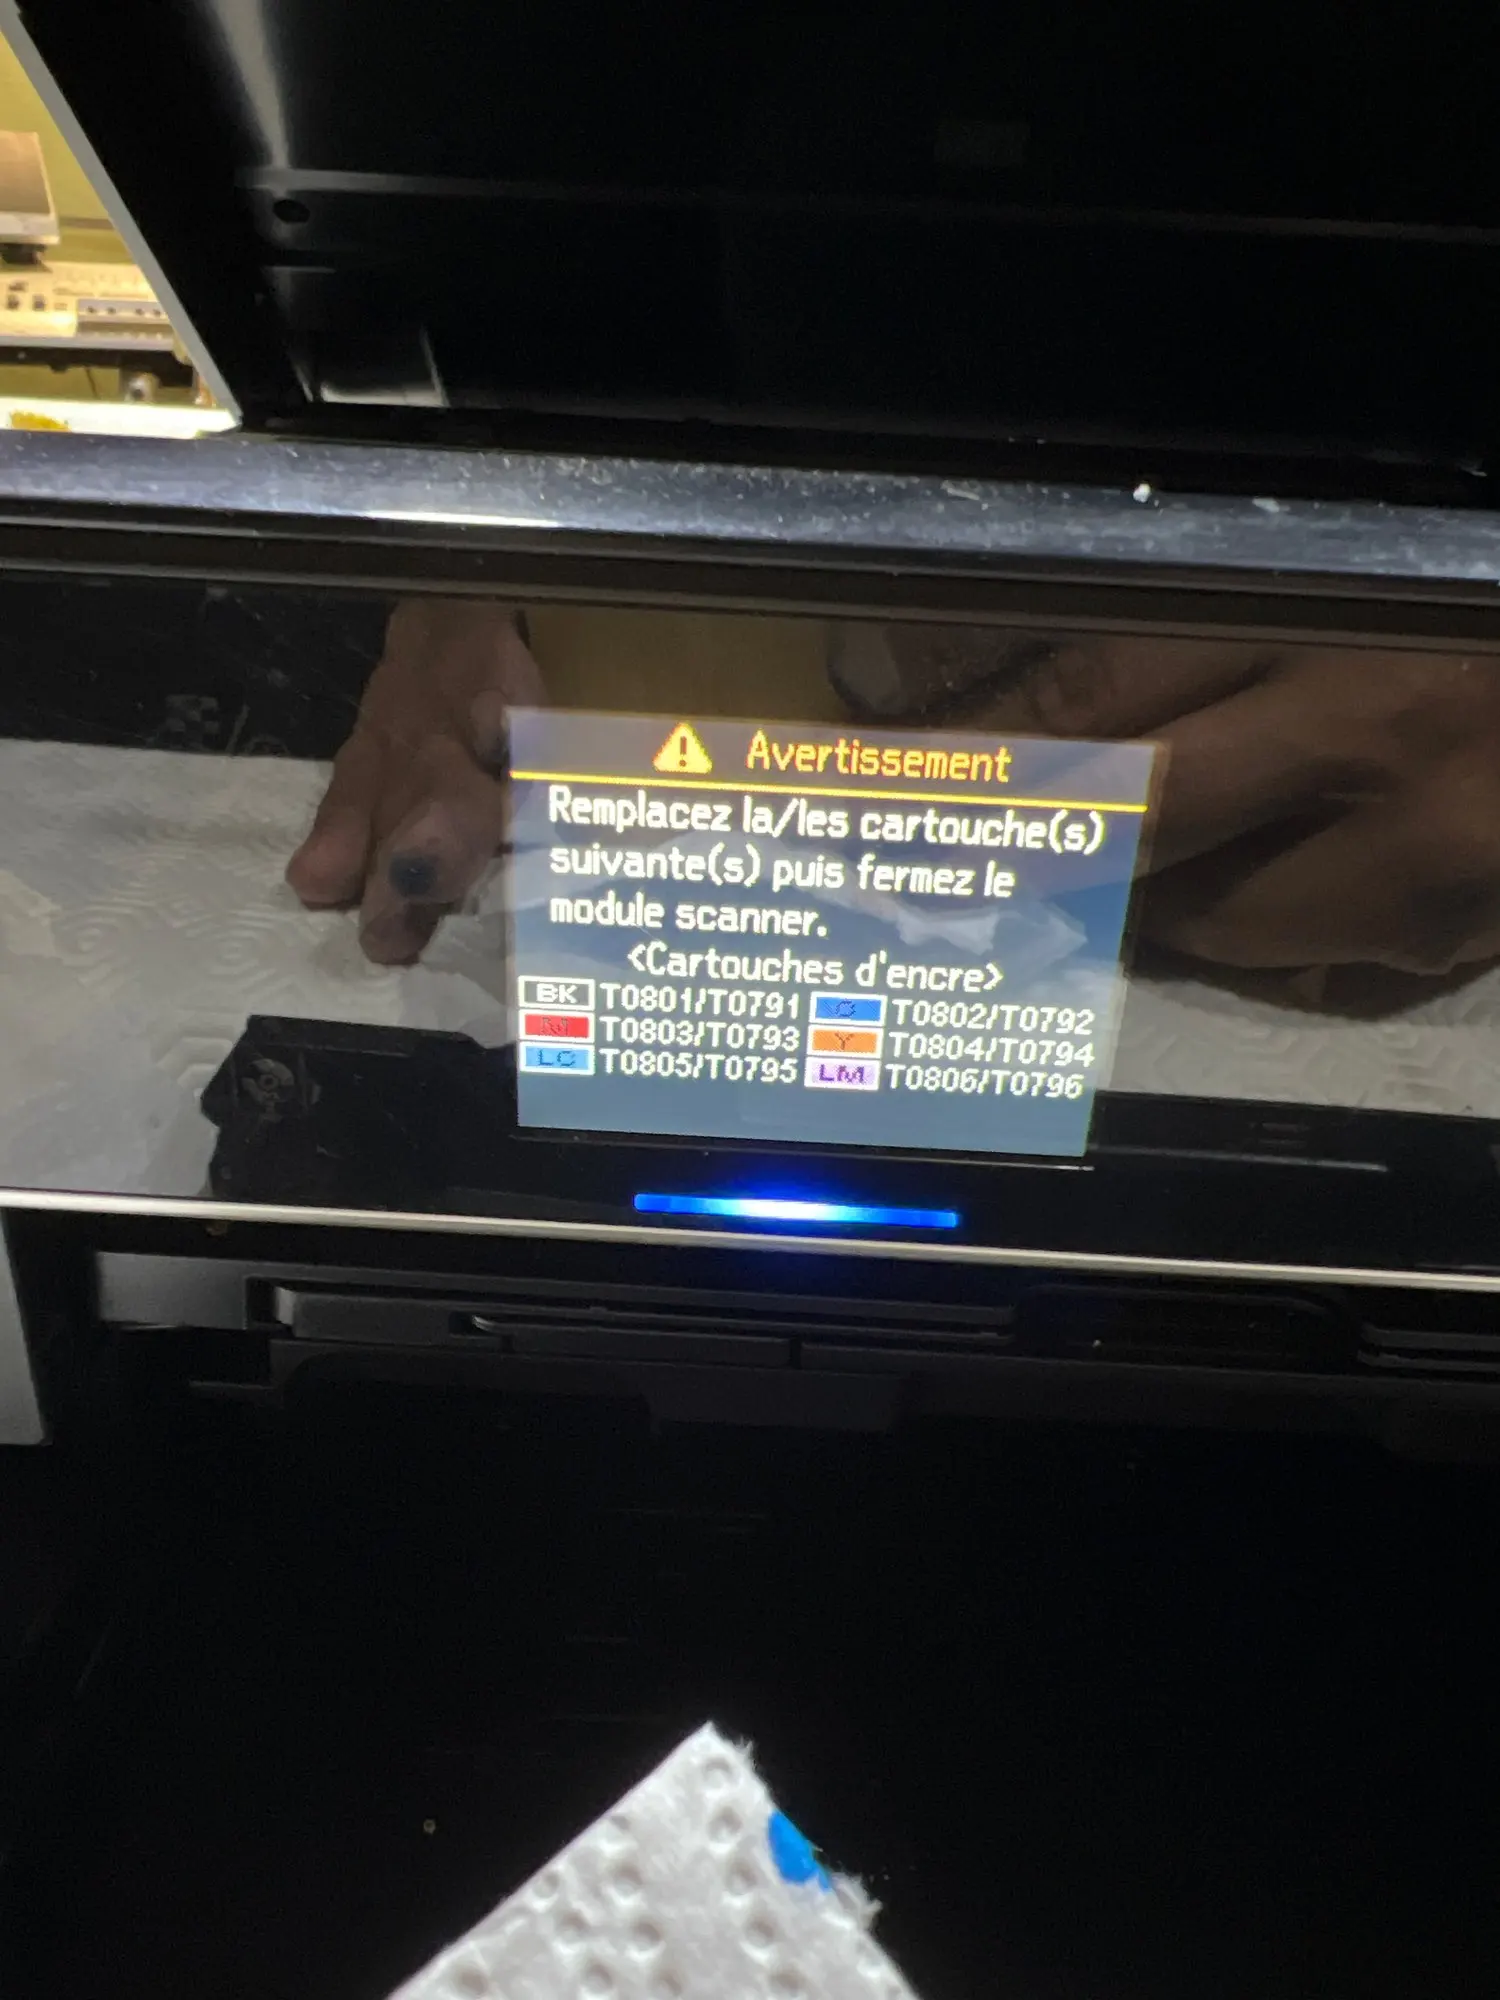 Avertissement
Remplacez la/les cartouche(s)
suivante(s) puis fermez le
module scanner.
<Cartouches d'encre>
BK T0801/T0791 C T0802/T0792
M T0803/T0793 Y T0804/T0794
LC T0805/T0795 LM T0806/T0796